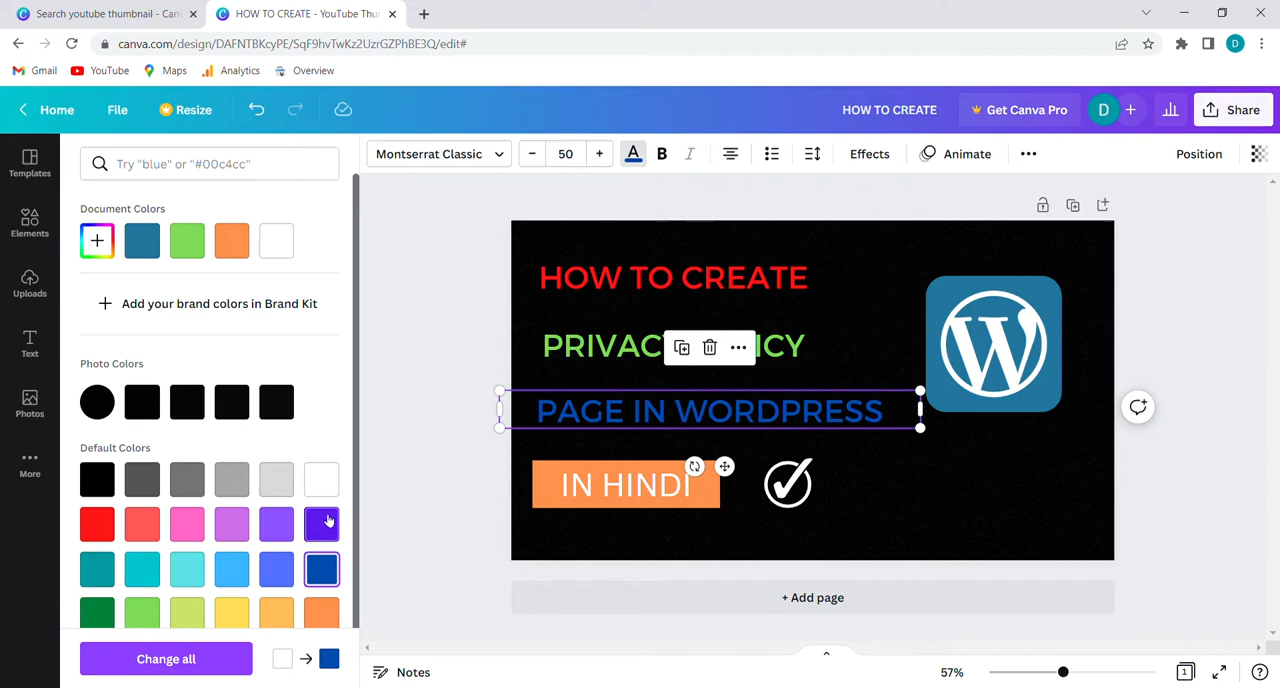 Search youtube thumbnail - Can
HOW TO CREATE - YouTube Thu
canva.com/design/DAFNTBKcyPE/SqF9hvTwKz2UzrGZPhBE3Q/edit#
D
Gmail
YouTube
Maps
Analytics
Overview
Home
File
Resize
HOW TO CREATE
Get Canva Pro
D
Share
Templates
Elements
Uploads
Text
Photos
More
Try "blue" or "#00c4cc"
Document Colors
Add your brand colors in Brand Kit
Photo Colors
Default Colors
Change all
Montserrat Classic
50
A
B
I
Effects
Animate
Position
HOW TO CREATE
PRIVAC ICY
PAGE IN WORDPRESS
IN HINDI
W
+ Add page
Notes
57%
1